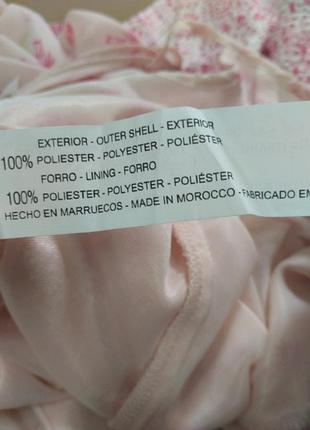 EXTERIOR - OUTER SHELL - EXTERIOR
100% POLIESTER - POLYESTER - POLIÉSTER
FORRO - LINING - FORRO
100% POLIESTER - POLYESTER - POLIÉSTER
HECHO EN MARRUECOS - MADE IN MOROCCO - FABRICADO EM